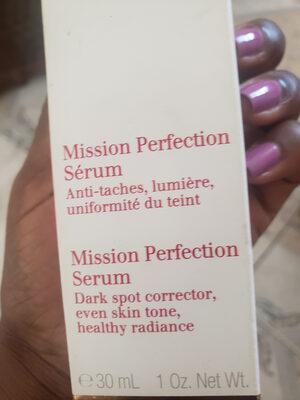 Mission Perfection
Sérum
Anti-taches, lumière,
uniformité du teint
Mission Perfection
Serum
Dark spot corrector,
even skin tone,
healthy radiance
℮ 30 mL 1 Oz. Net Wt.